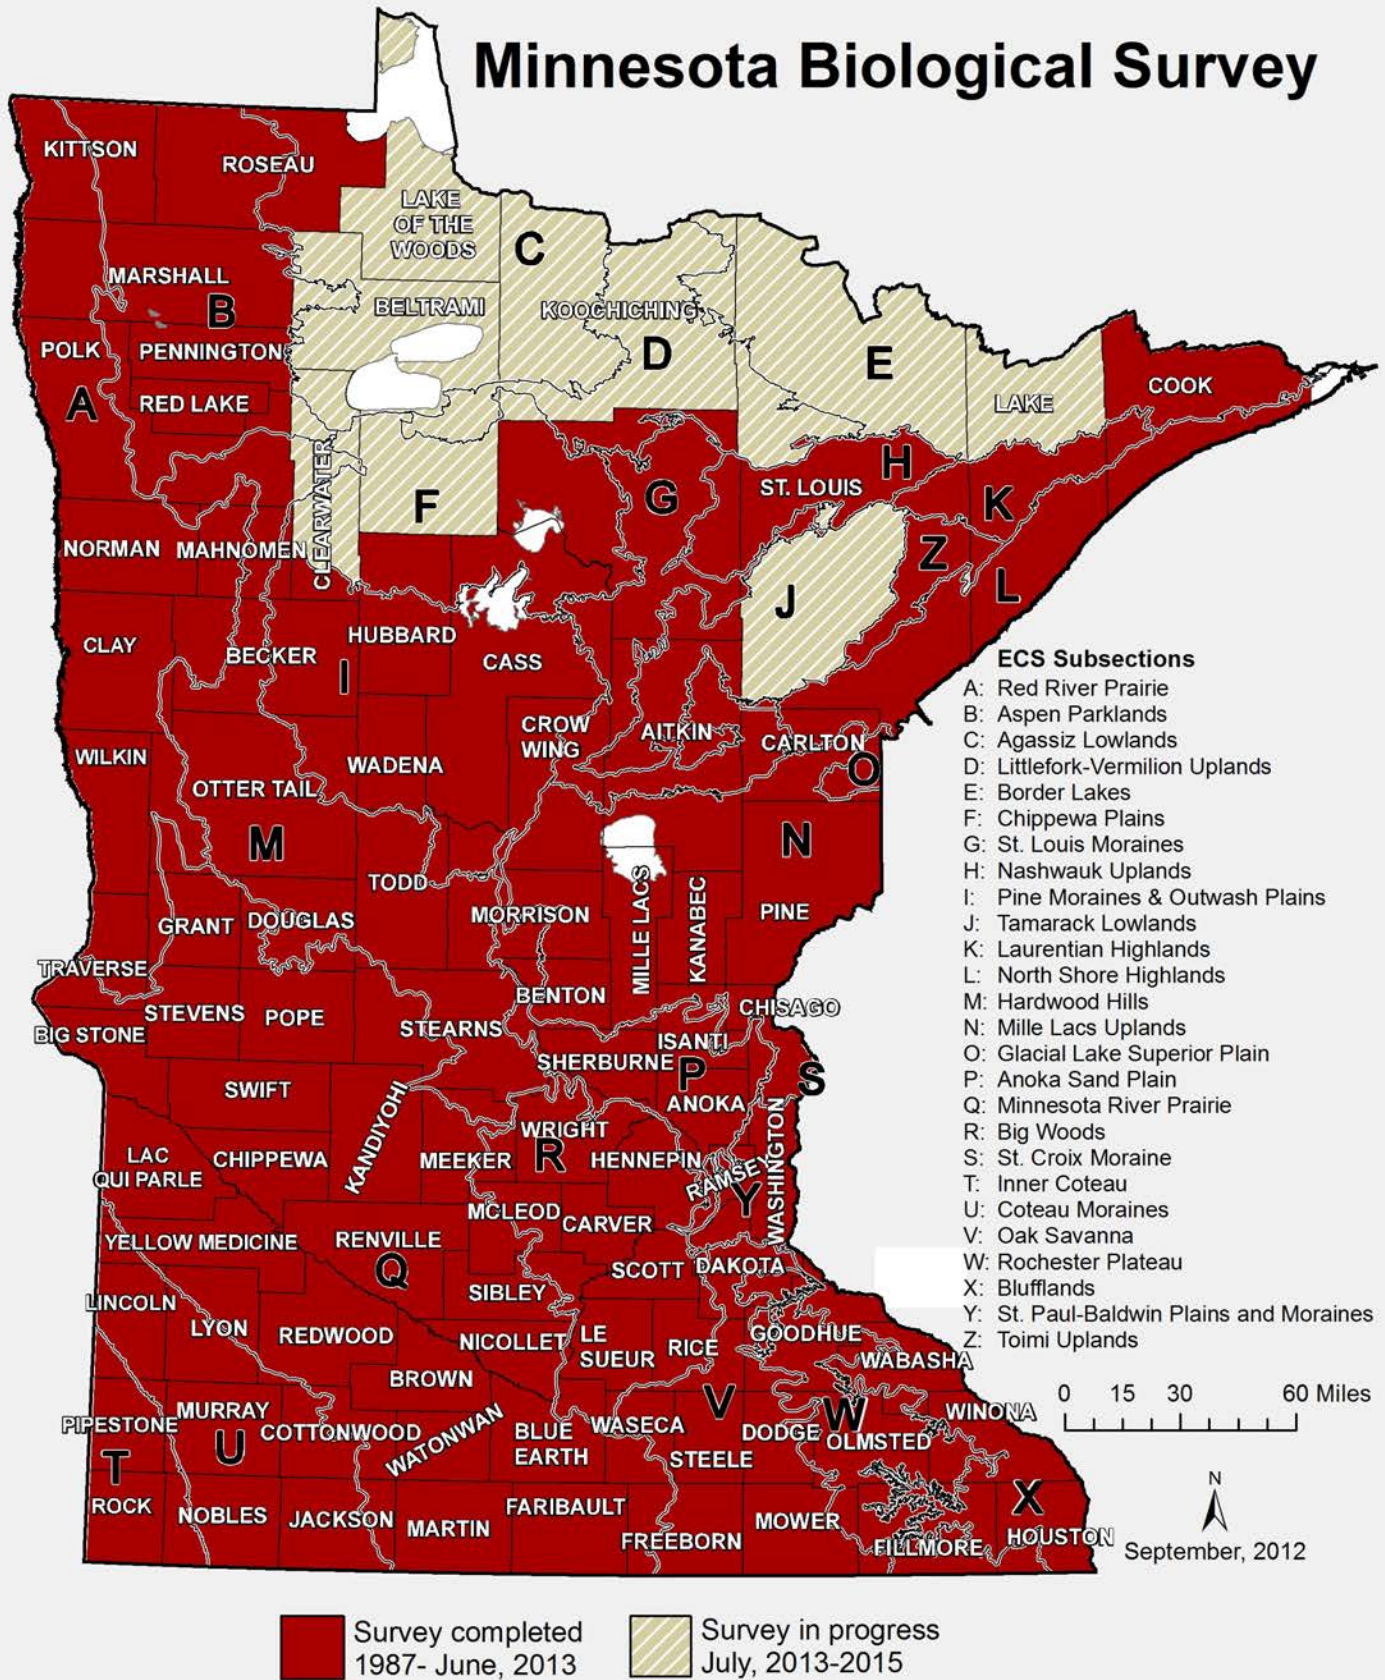 Minnesota Biological Survey
KITTSON
ROSEAU
LAKE
OF THE
WOODS
C
MARSHALL
B
BELTRAMI
KOOCHICHING
D
E
POLK
PENNINGTON
A
RED LAKE
LAKE
COOK
CLEARWATER
F
G
H
ST. LOUIS
K
NORMAN
MAHNOMEN
Z
J
L
CLAY
BECKER
HUBBARD
I
CASS
CROW
WING
AITKIN
CARLTON
O
WILKIN
OTTER TAIL
WADENA
M
N
TODD
GRANT
DOUGLAS
MORRISON
MILLE LACS
KANABEC
PINE
TRAVERSE
STEVENS
POPE
BENTON
CHISAGO
BIG STONE
STEARNS
ISANTI
SHERBURNE
P
S
SWIFT
KANDIYOHI
ANOKA
WASHINGTON
WRIGHT
LAC
QUI PARLE
CHIPPEWA
MEEKER
R
HENNEPIN
RAMSEY
Y
MCLEOD
CARVER
YELLOW MEDICINE
RENVILLE
Q
SCOTT
DAKOTA
LINCOLN
SIBLEY
LYON
REDWOOD
NICOLLET
LE
SUEUR
RICE
GOODHUE
WABASHA
BROWN
V
W
PIPESTONE
MURRAY
COTTONWOOD
WATONWAN
BLUE
EARTH
WASECA
STEELE
DODGE
OLMSTED
WINONA
T
U
ROCK
NOBLES
JACKSON
MARTIN
FARIBAULT
FREEBORN
MOWER
FILLMORE
X
HOUSTON
ECS Subsections
A: Red River Prairie
B: Aspen Parklands
C: Agassiz Lowlands
D: Littlefork-Vermilion Uplands
E: Border Lakes
F: Chippewa Plains
G: St. Louis Moraines
H: Nashwauk Uplands
I: Pine Moraines & Outwash Plains
J: Tamarack Lowlands
K: Laurentian Highlands
L: North Shore Highlands
M: Hardwood Hills
N: Mille Lacs Uplands
O: Glacial Lake Superior Plain
P: Anoka Sand Plain
Q: Minnesota River Prairie
R: Big Woods
S: St. Croix Moraine
T: Inner Coteau
U: Coteau Moraines
V: Oak Savanna
W: Rochester Plateau
X: Blufflands
Y: St. Paul-Baldwin Plains and Moraines
Z: Toimi Uplands
0 15 30 60 Miles
N
September, 2012
Survey completed
1987- June, 2013
Survey in progress
July, 2013-2015